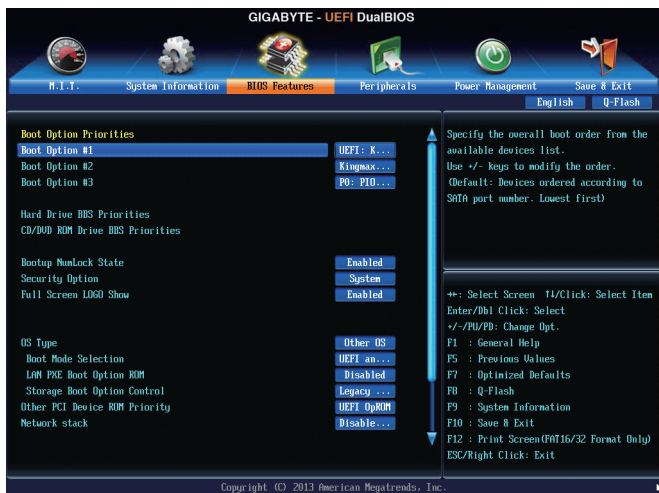 GIGABYTE - UEFI DualBIOS
M.I.T. System Information BIOS Features Peripherals Power Management Save & Exit
English Q-Flash
Boot Option Priorities
Boot Option #1 UEFI: K...
Boot Option #2 Kingmax...
Boot Option #3 P0: PIO...
Hard Drive BBS Priorities
CD/DVD ROM Drive BBS Priorities
Bootup NumLock State Enabled
Security Option System
Full Screen LOGO Show Enabled
OS Type Other OS
Boot Mode Selection UEFI an...
LAN PXE Boot Option ROM Disabled
Storage Boot Option Control Legacy ...
Other PCI Device ROM Priority UEFI OpROM
Network stack Disable...
Specify the overall boot order from the
available devices list.
Use +/- keys to modify the order.
(Default: Devices ordered according to
SATA port number. Lowest first)
→←: Select Screen ↑↓/Click: Select Item
Enter/Dbl Click: Select
+/-/PU/PD: Change Opt.
F1 : General Help
F5 : Previous Values
F7 : Optimized Defaults
F8 : Q-Flash
F9 : System Information
F10 : Save & Exit
F12 : Print Screen(FAT16/32 Format Only)
ESC/Right Click: Exit
Copyright (C) 2013 American Megatrends, Inc.